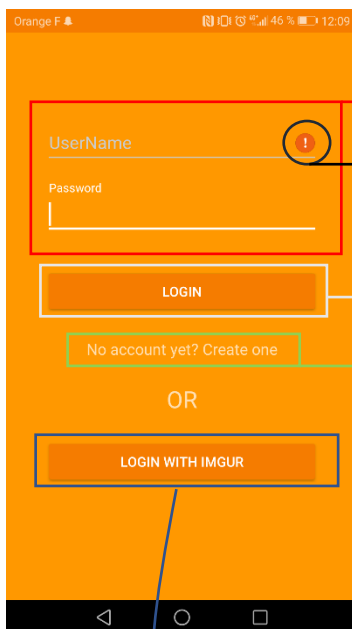 Orange F 46 % 12:09
UserName
!
Password
LOGIN
No account yet? Create one
OR
LOGIN WITH IMGUR